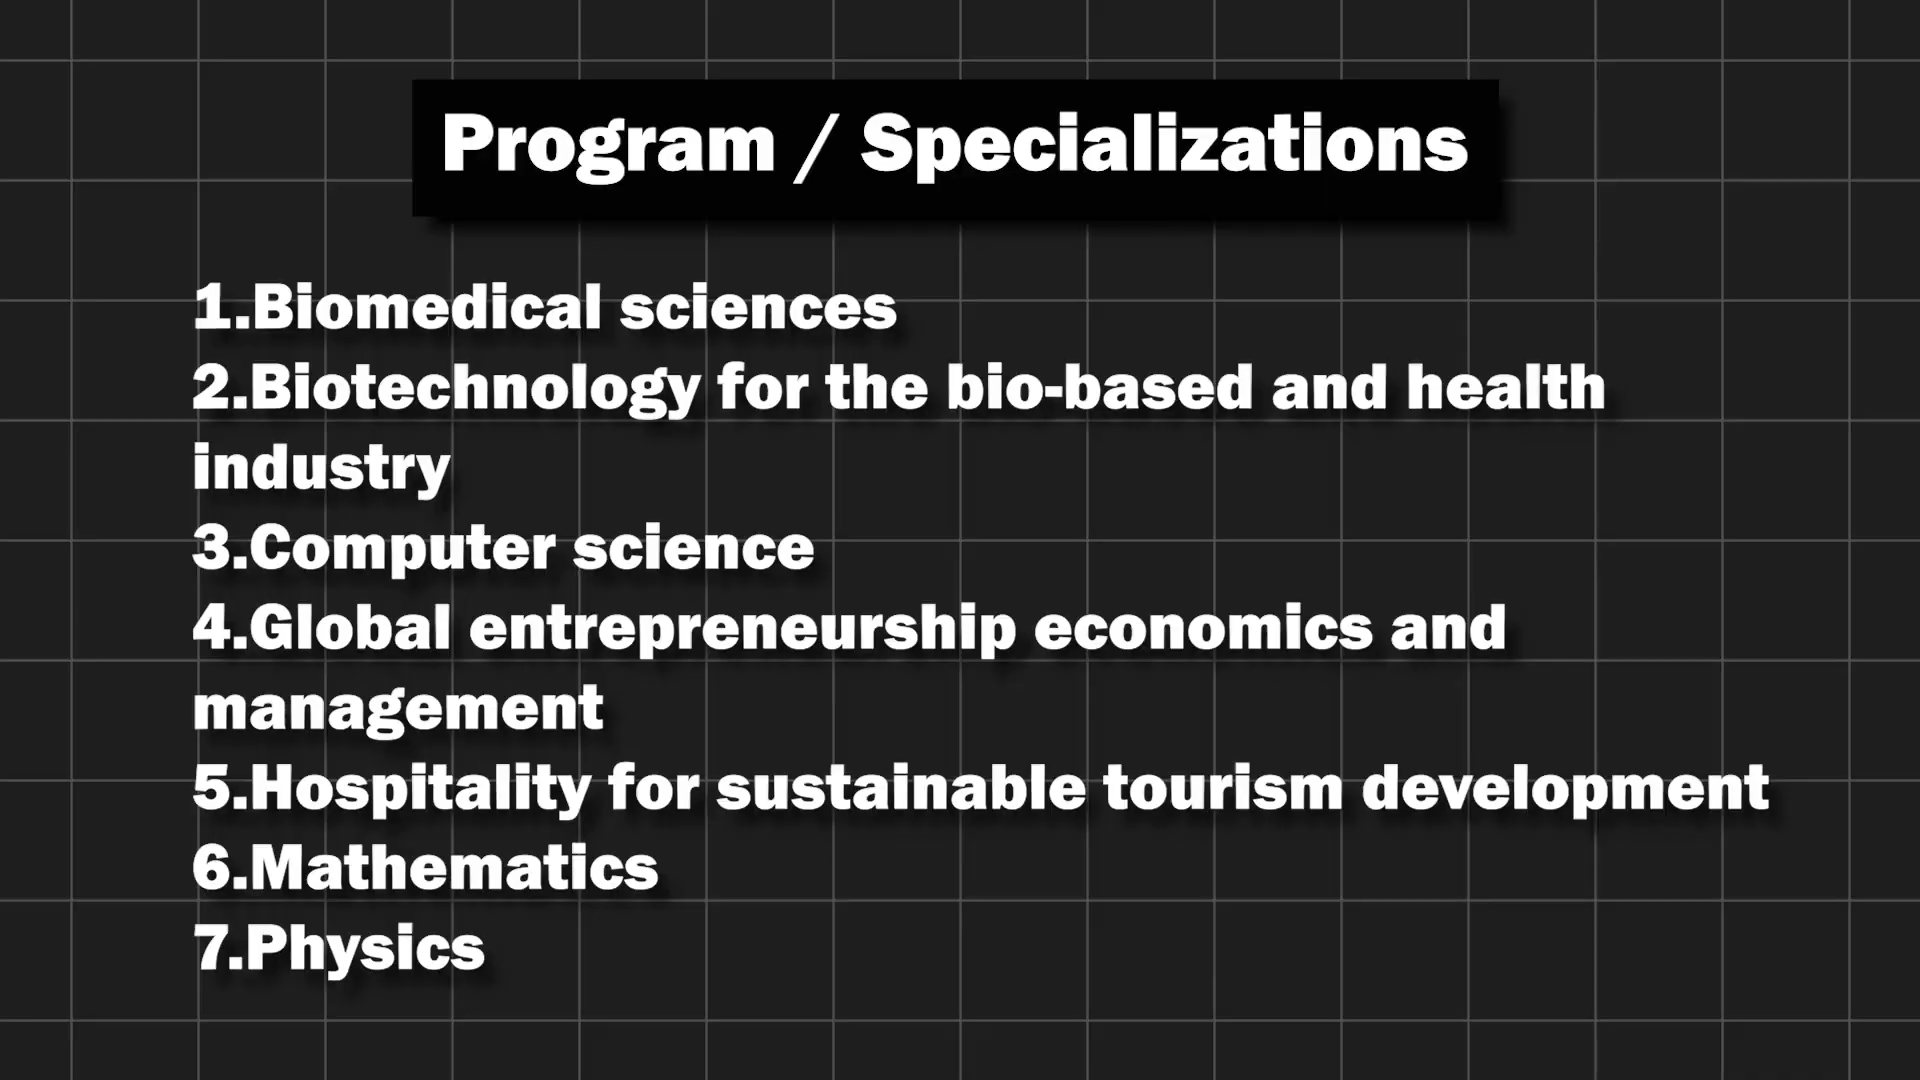 Program / Specializations
1.Biomedical sciences
2.Biotechnology for the bio-based and health
industry
3.Computer science
4.Global entrepreneurship economics and
management
5.Hospitality for sustainable tourism development
6.Mathematics
7.Physics